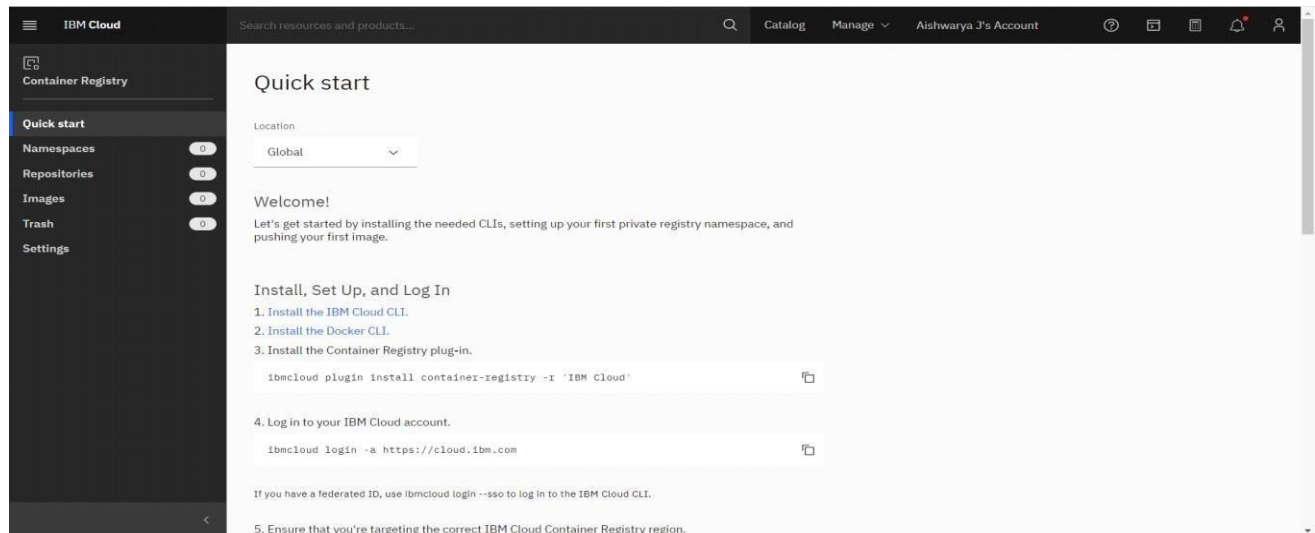 IBM Cloud
Search resources and products...
Catalog
Manage
Aishwarya J's Account
Container Registry
Quick start
Namespaces 0
Repositories 0
Images 0
Trash 0
Settings
Quick start
Location
Global
Welcome!
Let's get started by installing the needed CLIs, setting up your first private registry namespace, and
pushing your first image.
Install, Set Up, and Log In
1. Install the IBM Cloud CLI.
2. Install the Docker CLI.
3. Install the Container Registry plug-in.
ibmcloud plugin install container-registry -r 'IBM Cloud'
4. Log in to your IBM Cloud account.
ibmcloud login -a https://cloud.ibm.com
If you have a federated ID, use ibmcloud login --sso to log in to the IBM Cloud CLI.
5. Ensure that you're targeting the correct IBM Cloud Container Registry region.